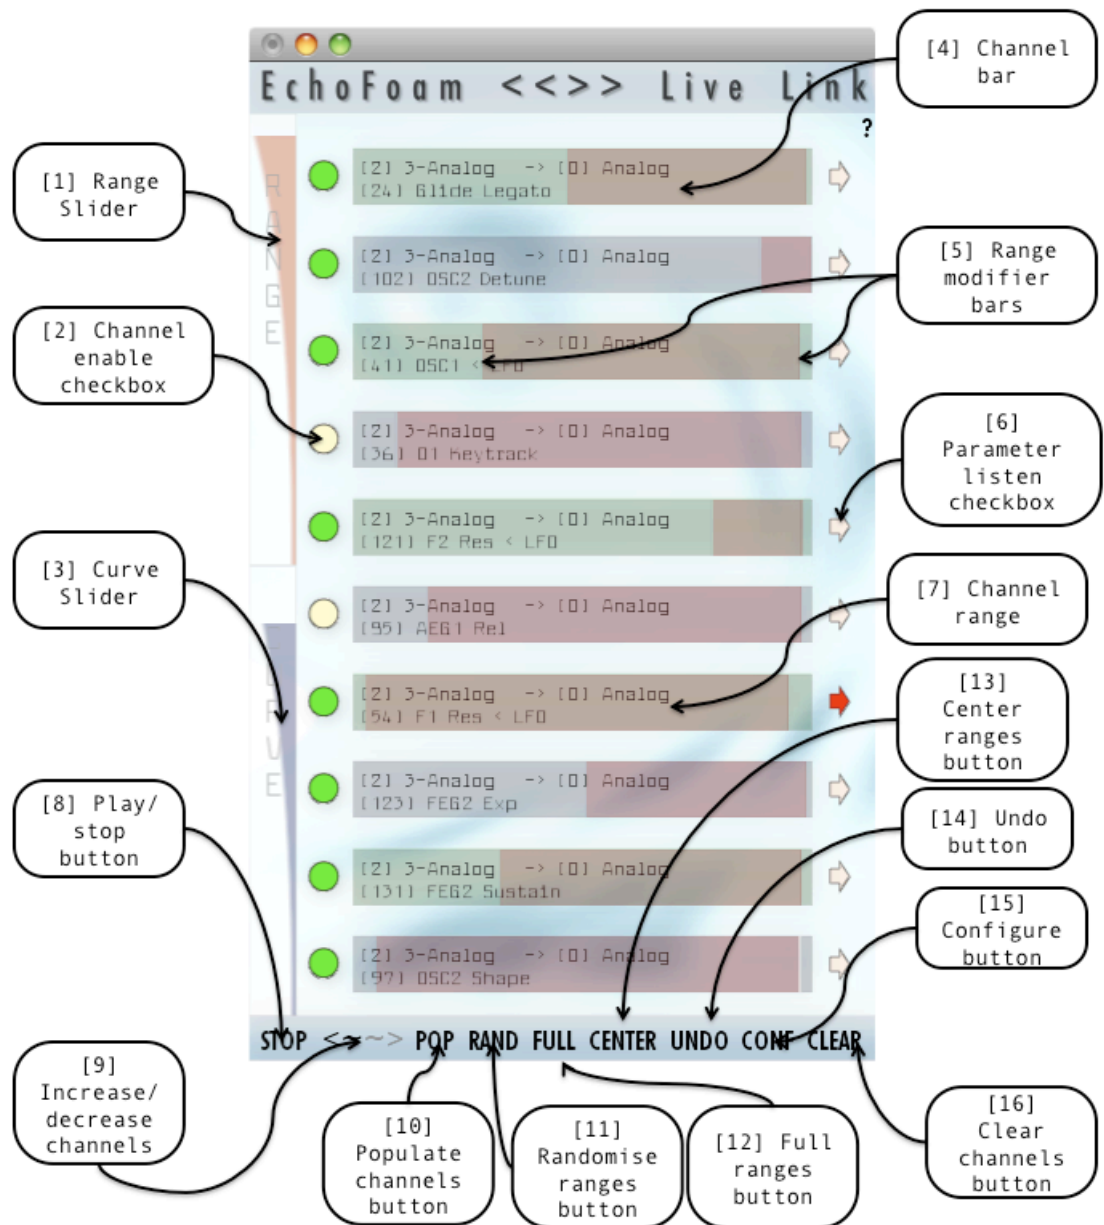 [4] Channel
bar
EchoFoam <<>> Live Link
?
[1] Range
Slider
RANGE
[2] 3-Analog -> [0] Analog
[24] Glide Legato
[2] 3-Analog -> [0] Analog
[102] OSC2 Detune
[5] Range
modifier
bars
[2] 3-Analog -> [0] Analog
[41] OSC1 < LFO
[2] Channel
enable
checkbox
[2] 3-Analog -> [0] Analog
[36] O1 Keytrack
[6]
Parameter
listen
checkbox
[2] 3-Analog -> [0] Analog
[121] F2 Res < LFO
[3] Curve
Slider
[2] 3-Analog -> [0] Analog
[95] AEG1 Rel
[7] Channel
range
[2] 3-Analog -> [0] Analog
[54] F1 Res < LFO
[13]
Center
ranges
button
[8] Play/
stop
button
[2] 3-Analog -> [0] Analog
[123] FEG2 Exp
[14] Undo
button
[2] 3-Analog -> [0] Analog
[131] FEG2 Sustain
[15]
Configure
button
[2] 3-Analog -> [0] Analog
[97] OSC2 Shape
STOP <~~> POP RAND FULL CENTER UNDO CONF CLEAR
[9]
Increase/
decrease
channels
[10]
Populate
channels
button
[11]
Randomise
ranges
button
[12] Full
ranges
button
[16]
Clear
channels
button